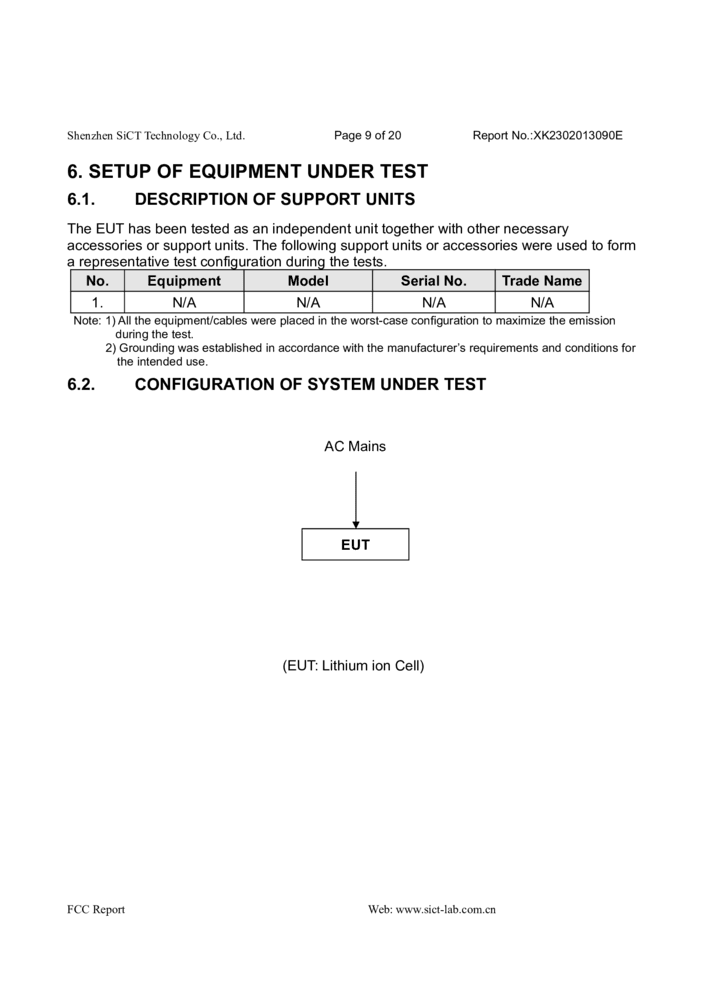 Shenzhen SiCT Technology Co., Ltd. Page 9 of 20 Report No.:XK2302013090E
6. SETUP OF EQUIPMENT UNDER TEST
6.1. DESCRIPTION OF SUPPORT UNITS
The EUT has been tested as an independent unit together with other necessary
accessories or support units. The following support units or accessories were used to form
a representative test configuration during the tests.
No. Equipment Model Serial No. Trade Name
1. N/A N/A N/A N/A
Note: 1) All the equipment/cables were placed in the worst-case configuration to maximize the emission
during the test.
2) Grounding was established in accordance with the manufacturer's requirements and conditions for
the intended use.
6.2. CONFIGURATION OF SYSTEM UNDER TEST
AC Mains
EUT
(EUT: Lithium ion Cell)
FCC Report Web: www.sict-lab.com.cn